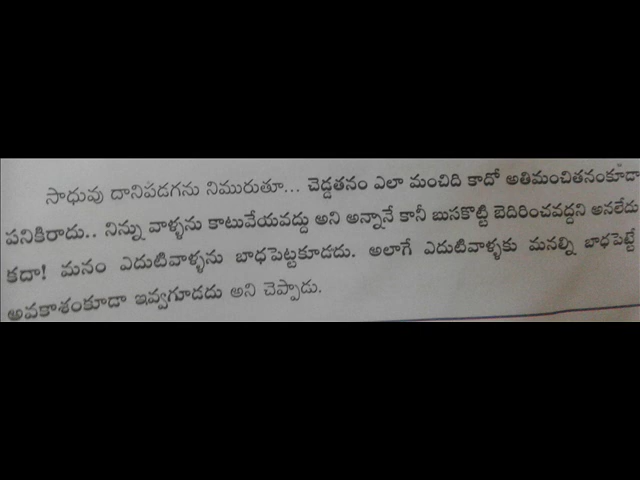 సాధువు దానిపడగను నిమురుతూ... చెడ్డతనం ఎలా మంచిది కాదో అతిమంచితనంకూడా
పనికిరాదు.. నిన్ను వాళ్ళను కాటువేయవద్దు అని అన్నానే కానీ బుసకొట్టి బెదిరించవద్దని అనలేదు
కదా! మనం ఎదుటివాళ్ళను బాధపెట్టకూడదు. అలాగే ఎదుటివాళ్ళకు మనల్ని బాధపెట్టే
అవకాశంకూడా ఇవ్వగూడదు అని చెప్పాడు.